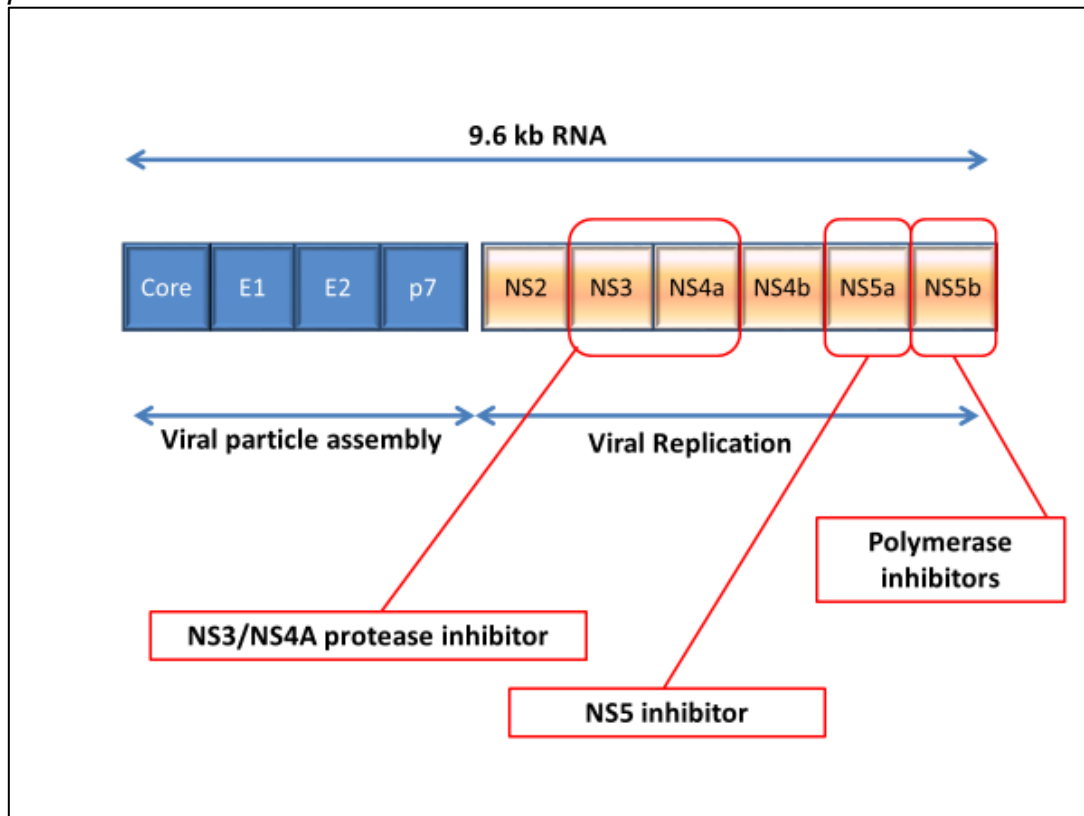 9.6 kb RNA
Core E1 E2 p7 NS2 NS3 NS4a NS4b NS5a NS5b
Viral particle assembly Viral Replication
Polymerase
inhibitors
NS3/NS4A protease inhibitor
NS5 inhibitor